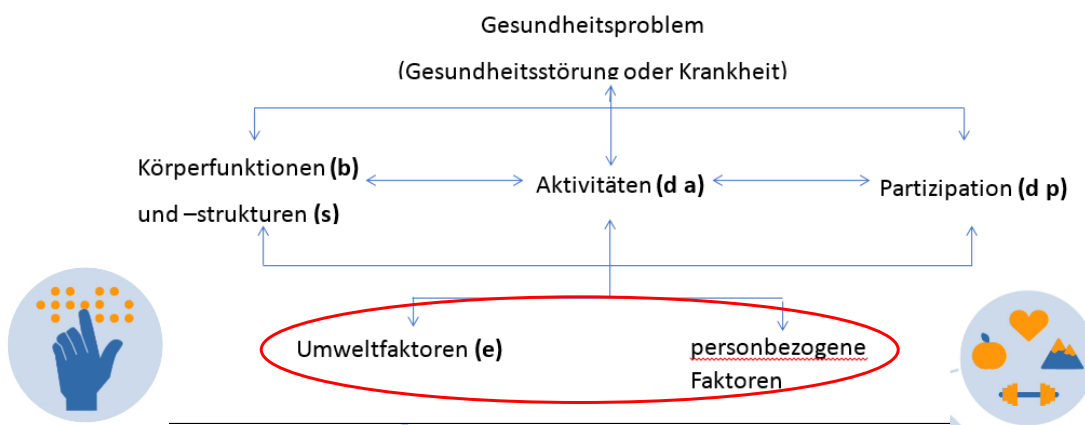 Gesundheitsproblem
(Gesundheitsstörung oder Krankheit)
Körperfunktionen (b)
und –strukturen (s)
Aktivitäten (d a)
Partizipation (d p)
Umweltfaktoren (e)
personbezogene
Faktoren